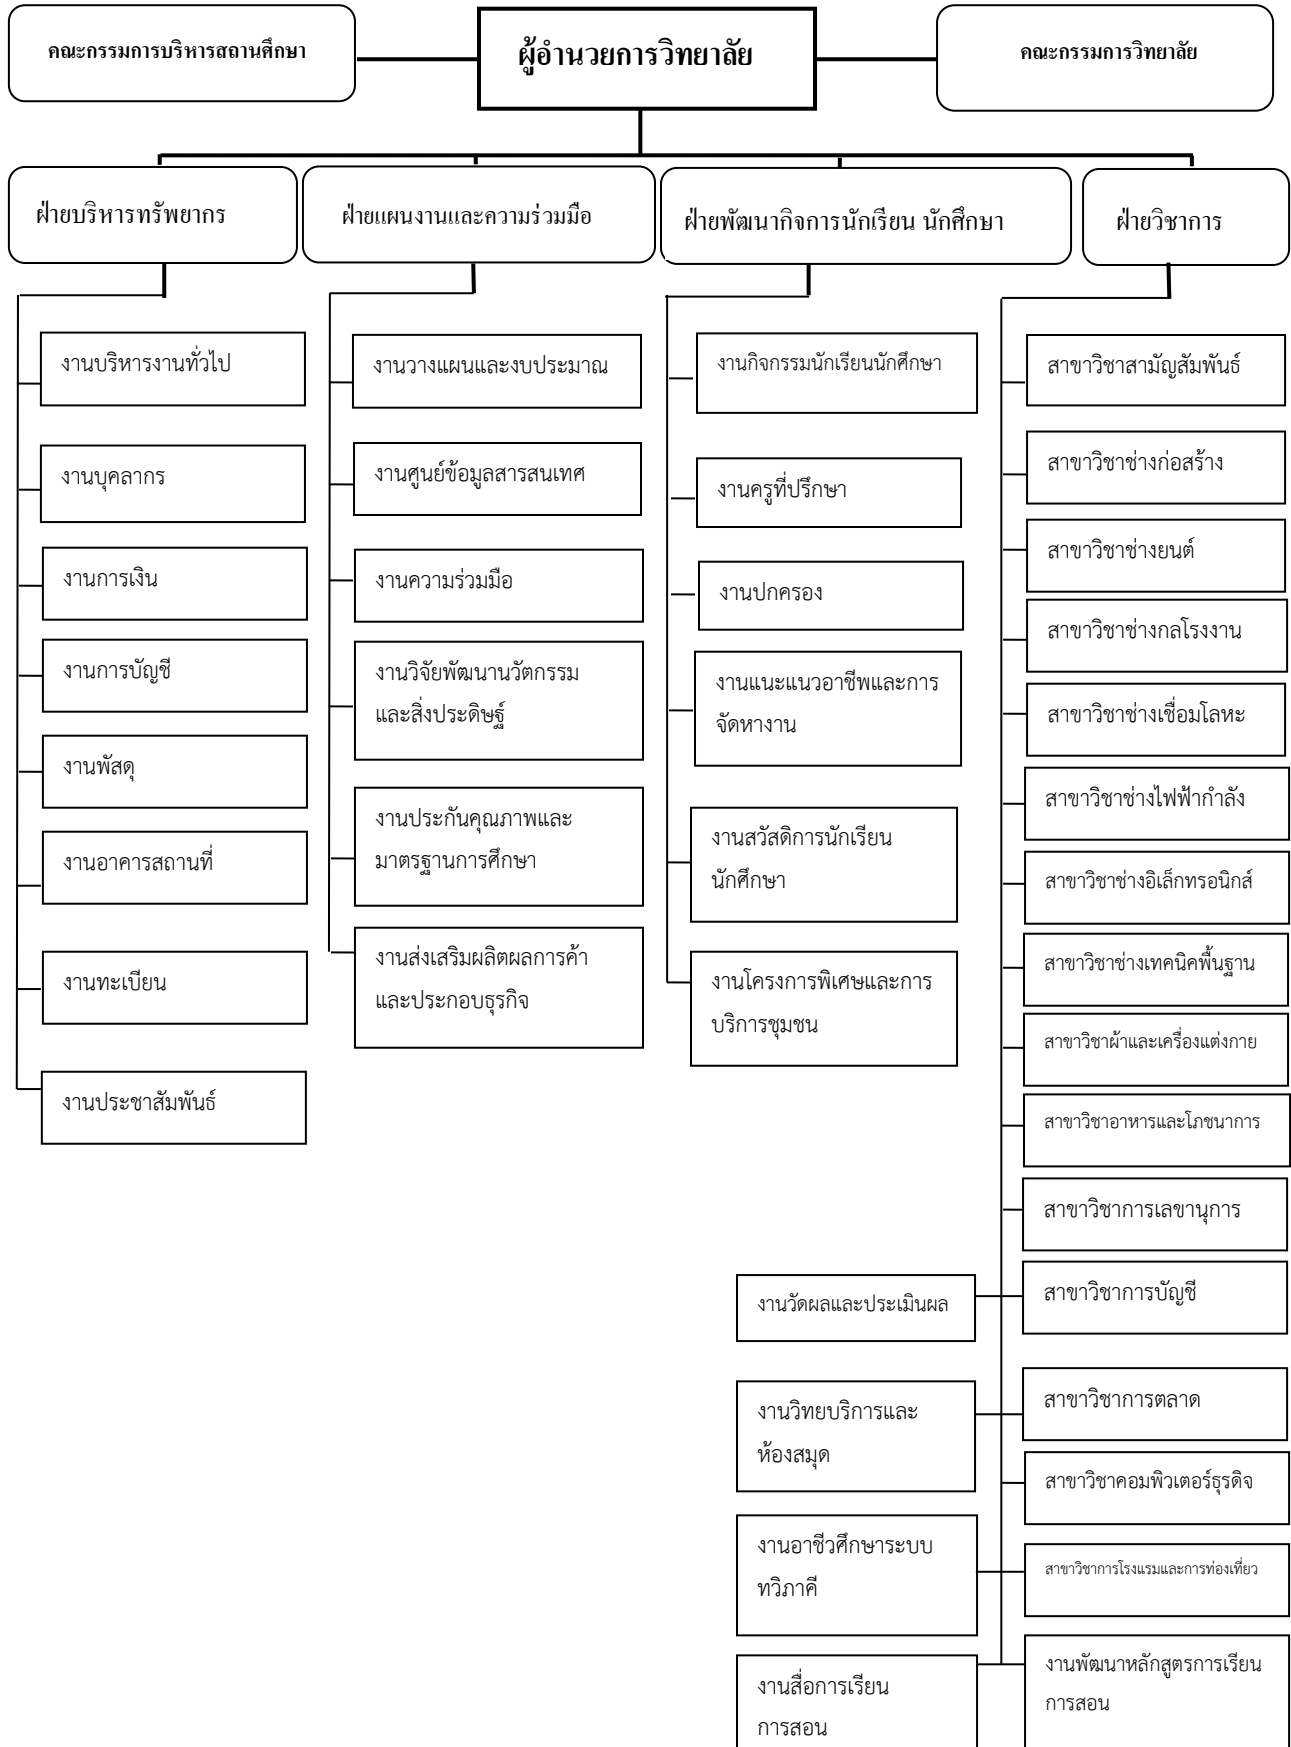 คณะกรรมการบริหารสถานศึกษา
ผู้อำนวยการวิทยาลัย
คณะกรรมการวิทยาลัย
ฝ่ายบริหารทรัพยากร
ฝ่ายแผนงานและความร่วมมือ
ฝ่ายพัฒนากิจการนักเรียน นักศึกษา
ฝ่ายวิชาการ
งานบริหารงานทั่วไป
งานบุคลากร
งานการเงิน
งานการบัญชี
งานพัสดุ
งานอาคารสถานที่
งานทะเบียน
งานประชาสัมพันธ์
งานวางแผนและงบประมาณ
งานศูนย์ข้อมูลสารสนเทศ
งานความร่วมมือ
งานวิจัยพัฒนานวัตกรรม
และสิ่งประดิษฐ์
งานประกันคุณภาพและ
มาตรฐานการศึกษา
งานส่งเสริมผลิตผลการค้า
และประกอบธุรกิจ
งานกิจกรรมนักเรียนนักศึกษา
งานครูที่ปรึกษา
งานปกครอง
งานแนะแนวอาชีพและการ
จัดหางาน
งานสวัสดิการนักเรียน
นักศึกษา
งานโครงการพิเศษและการ
บริการชุมชน
สาขาวิชาสามัญสัมพันธ์
สาขาวิชาช่างก่อสร้าง
สาขาวิชาช่างยนต์
สาขาวิชาช่างกลโรงงาน
สาขาวิชาช่างเชื่อมโลหะ
สาขาวิชาช่างไฟฟ้ากำลัง
สาขาวิชาช่างอิเล็กทรอนิกส์
สาขาวิชาช่างเทคนิคพื้นฐาน
สาขาวิชาผ้าและเครื่องแต่งกาย
สาขาวิชาอาหารและโภชนาการ
สาขาวิชาการเลขานุการ
สาขาวิชาการบัญชี
สาขาวิชาการตลาด
สาขาวิชาคอมพิวเตอร์ธุรดิจ
สาขาวิชาการโรงแรมและการท่องเที่ยว
งานพัฒนาหลักสูตรการเรียน
การสอน
งานวัดผลและประเมินผล
งานวิทยบริการและ
ห้องสมุด
งานอาชีวศึกษาระบบ
ทวิภาคี
งานสื่อการเรียน
การสอน